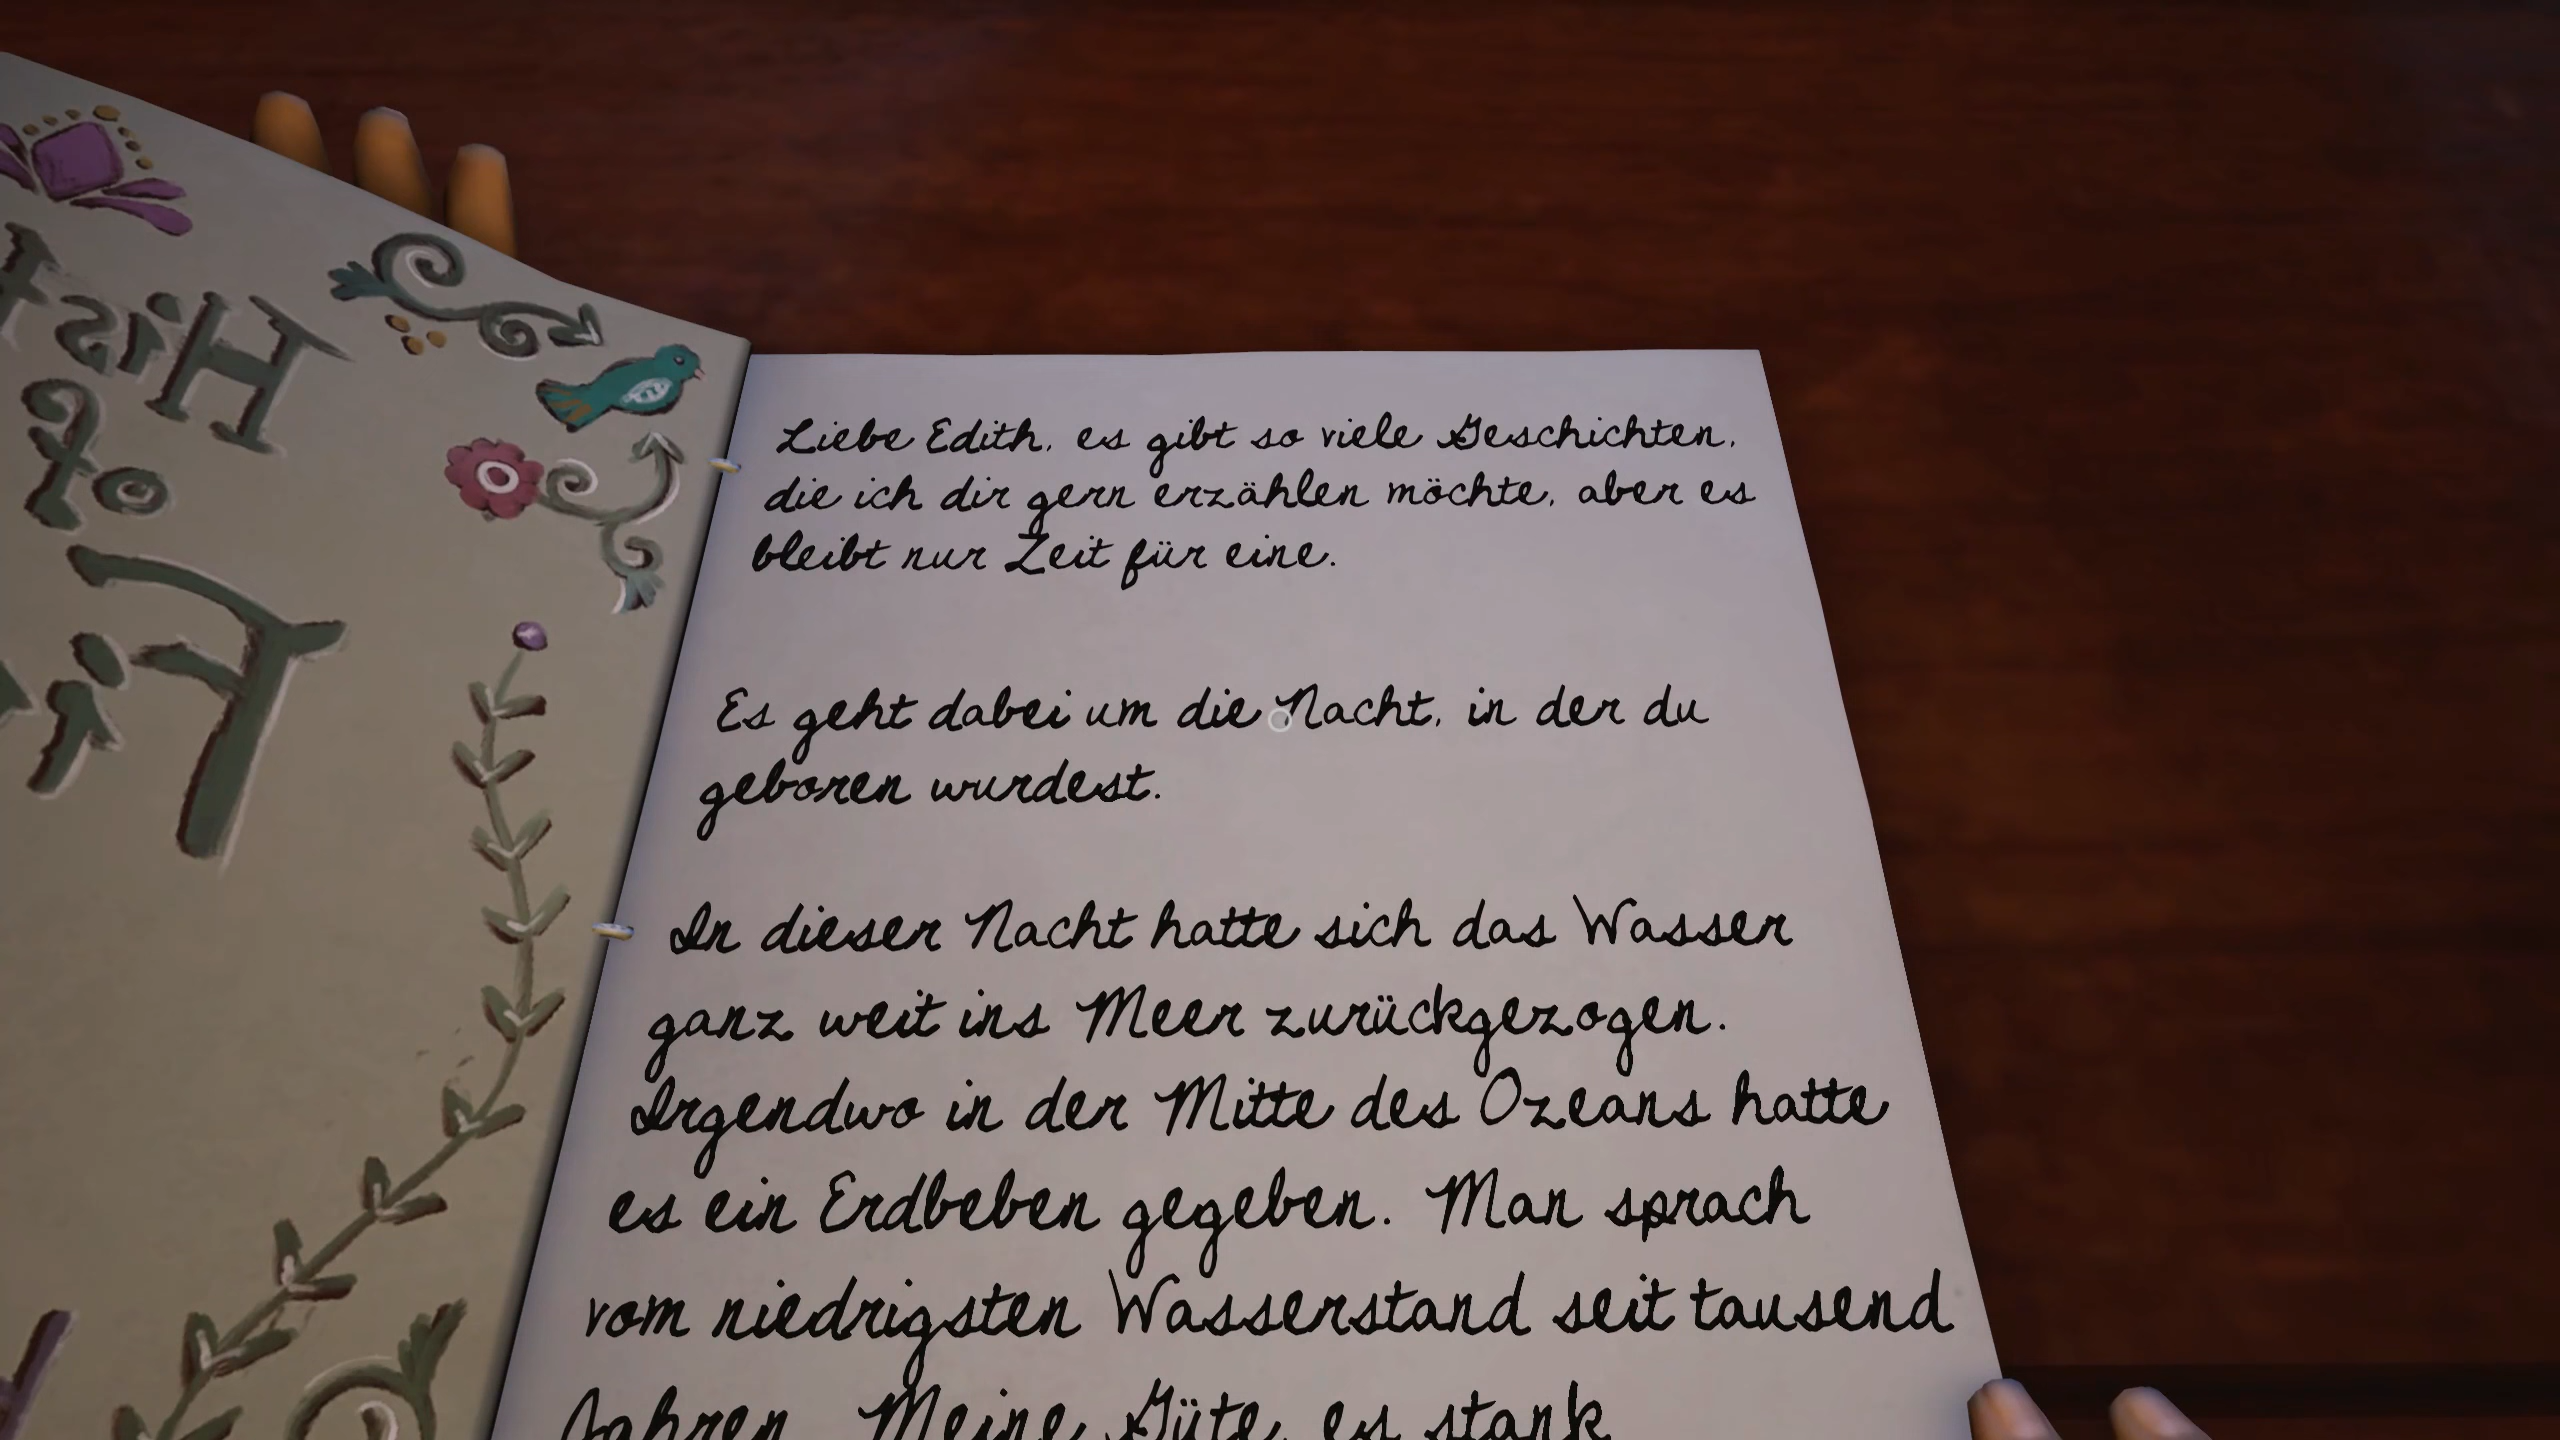 Hist
of
Fi
Liebe Edith, es gibt so viele Geschichten,
die ich dir gern erzählen möchte, aber es
bleibt nur Zeit für eine.
Es geht dabei um die Nacht, in der du
geboren wurdest.
In dieser Nacht hatte sich das Wasser
ganz weit ins Meer zurückgezogen.
Irgendwo in der Mitte des Ozeans hatte
es ein Erdbeben gegeben. Man sprach
vom niedrigsten Wasserstand seit tausend
Jahren. Meine Güte, es stank